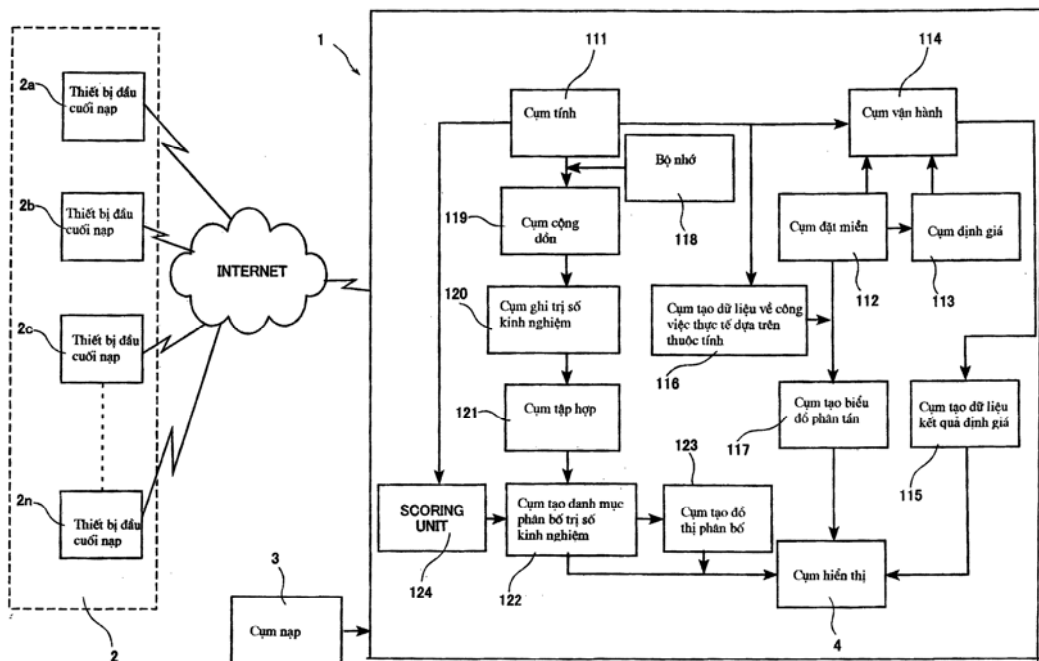 1
111
114
2a
Thiết bị đầu
cuối nạp
Cụm tính
Cụm vận hành
2b
Thiết bị đầu
cuối nạp
Bộ nhớ
118
119
Cụm cộng
dồn
Cụm đặt miền
112
Cụm định giá
113
INTERNET
2c
Thiết bị đầu
cuối nạp
120
Cụm ghi trị số
kinh nghiệm
Cụm tạo dữ liệu về công
việc thực tế dựa trên
thuộc tính
116
121
Cụm tập hợp
Cụm tạo biểu
đồ phân tán
117
Cụm tạo dữ liệu
kết quả định giá
115
2n
Thiết bị đầu
cuối nạp
SCORING
UNIT
124
Cụm tạo danh mục
phân bố trị số
kinh nghiệm
122
123
Cụm tạo đồ
thị phân bố
Cụm hiển thị
4
2
3
Cụm nạp